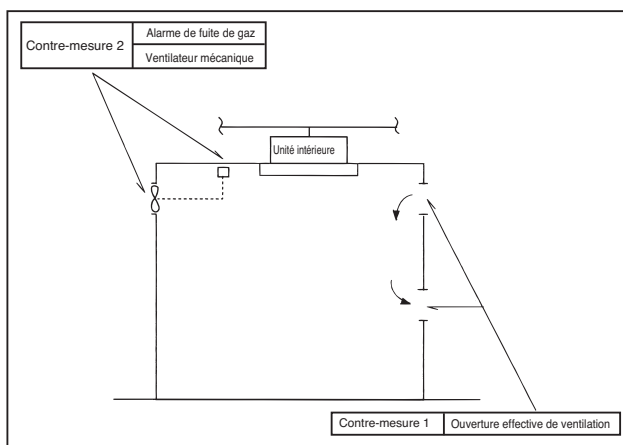 Contre-mesure 2
Alarme de fuite de gaz
Ventilateur mécanique
Unité intérieure
Contre-mesure 1
Ouverture effective de ventilation